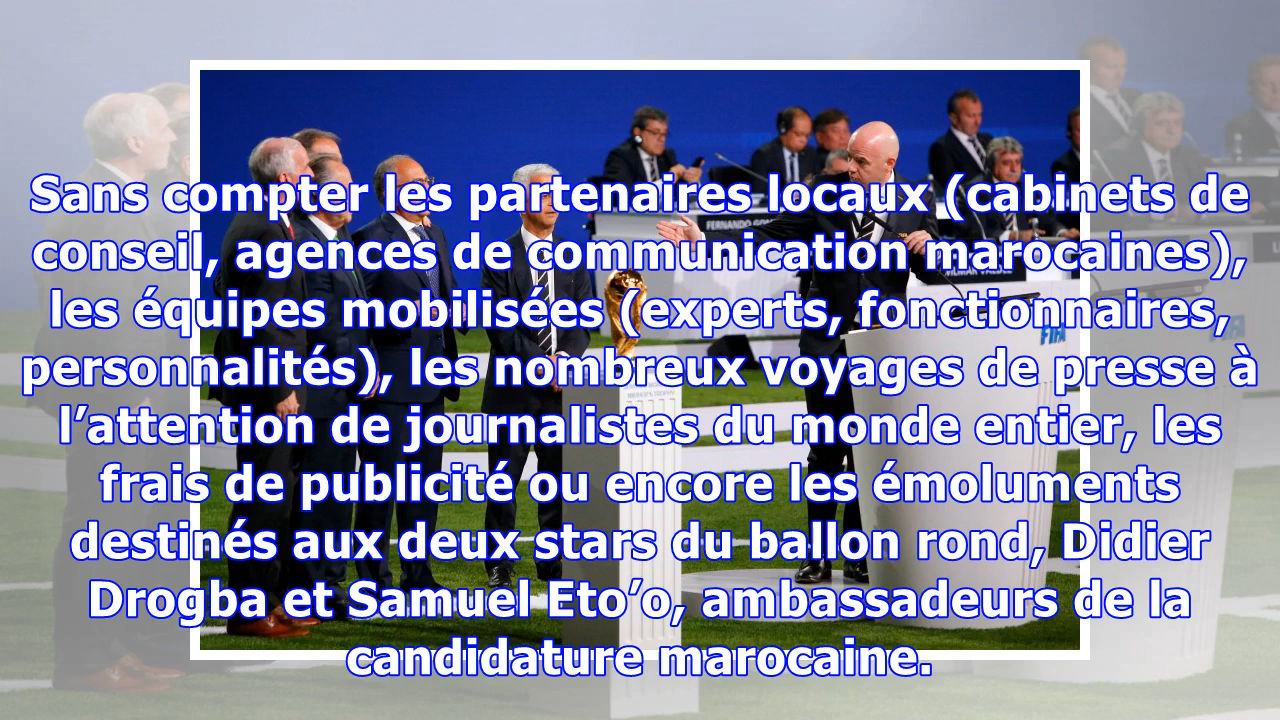 Sans compter les partenaires locaux (cabinets de
conseil, agences de communication marocaines),
les équipes mobilisées (experts, fonctionnaires,
personnalités), les nombreux voyages de presse à
l’attention de journalistes du monde entier, les
frais de publicité ou encore les émoluments
destinés aux deux stars du ballon rond, Didier
Drogba et Samuel Eto’o, ambassadeurs de la
candidature marocaine.
FERNANDO
FIFA